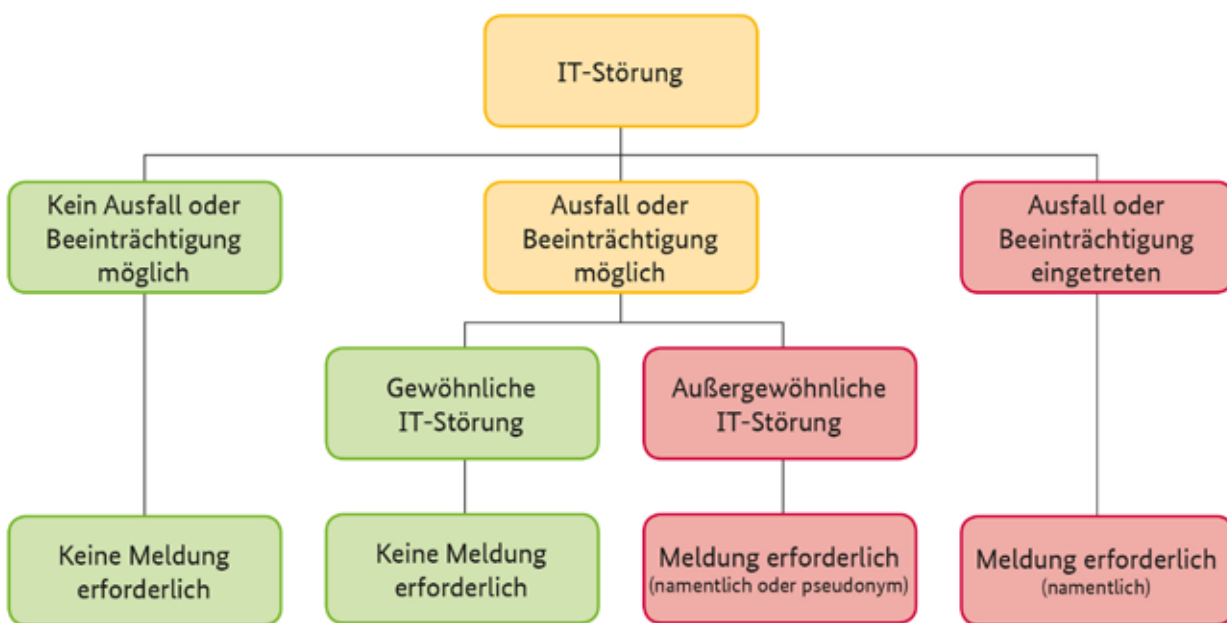 IT-Störung
Kein Ausfall oder
Beeinträchtigung
möglich
Ausfall oder
Beeinträchtigung
möglich
Ausfall oder
Beeinträchtigung
eingetreten
Gewöhnliche
IT-Störung
Außergewöhnliche
IT-Störung
Keine Meldung
erforderlich
Keine Meldung
erforderlich
Meldung erforderlich
(namentlich oder pseudonym)
Meldung erforderlich
(namentlich)